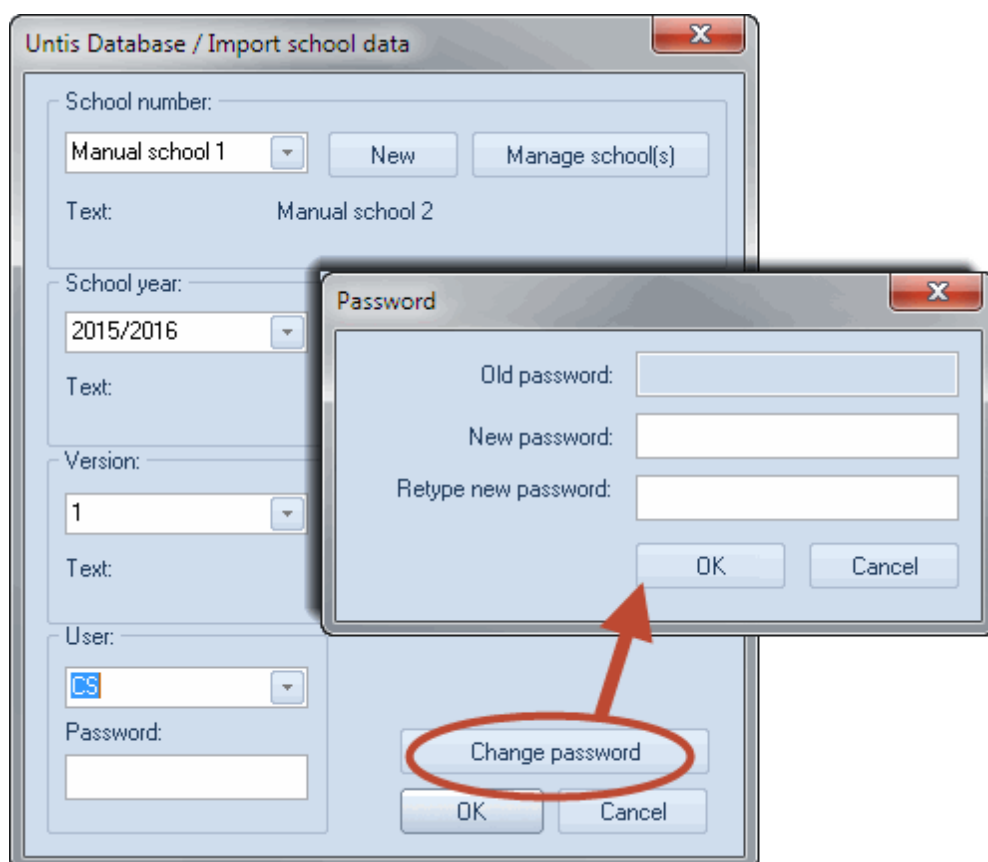 Untis Database / Import school data
School number:
Manual school 1
New
Manage school(s)
Text:
Manual school 2
School year:
2015/2016
Text:
Version:
1
Text:
User:
CS
Password:
Change password
OK
Cancel
Password
Old password:
New password:
Retype new password:
OK
Cancel